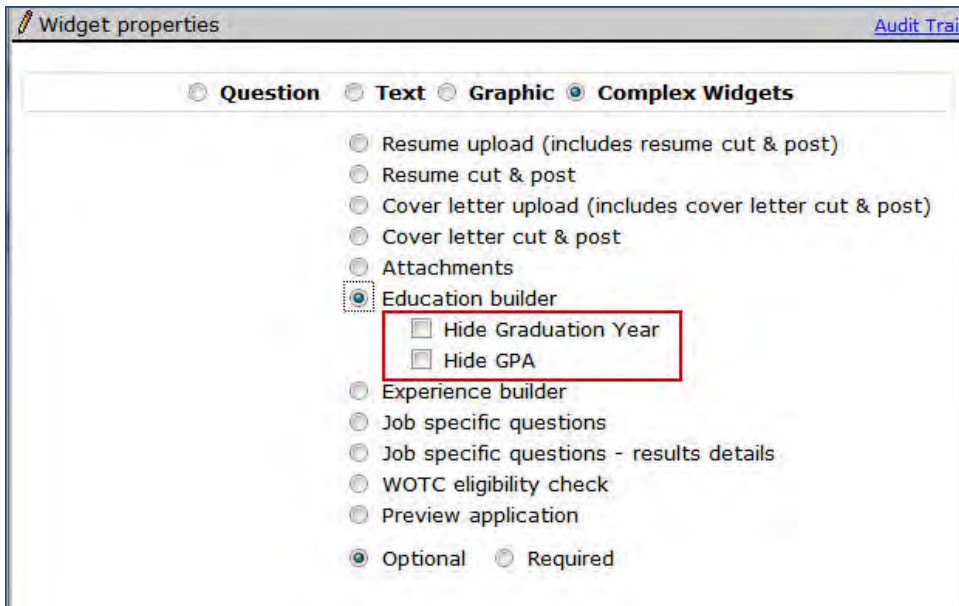 Widget properties Audit Trai
Question Text Graphic Complex Widgets
Resume upload (includes resume cut & post)
Resume cut & post
Cover letter upload (includes cover letter cut & post)
Cover letter cut & post
Attachments
Education builder
Hide Graduation Year
Hide GPA
Experience builder
Job specific questions
Job specific questions - results details
WOTC eligibility check
Preview application
Optional Required